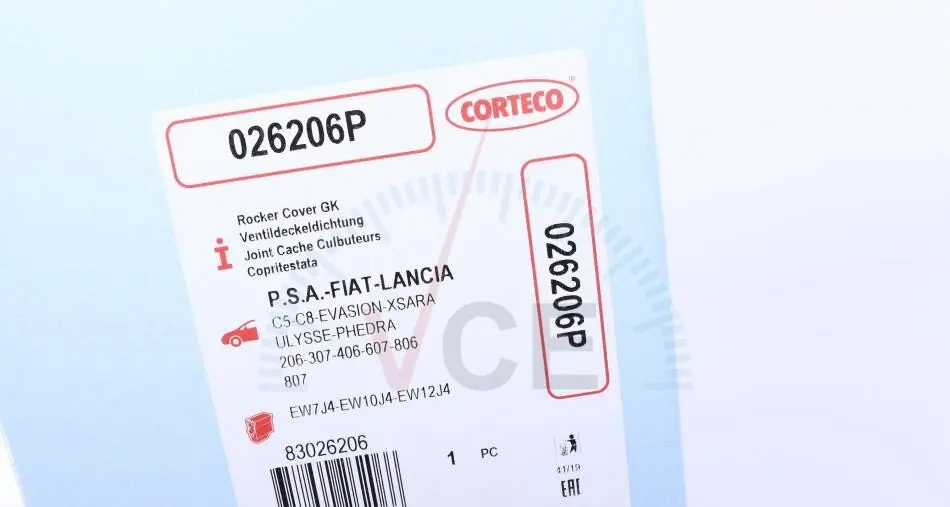 026206P
CORTECO
Rocker Cover GK
Ventildeckeldichtung
Joint Cache Culbuteurs
Copritestata
026206P
P.S.A.-FIAT-LANCIA
C5-C8-EVASION-XSARA
ULYSSE-PHEDRA
206-307-406-607-806
807
EW7J4-EW10J4-EW12J4
83026206
1 PC
41/19
EAC
VCE